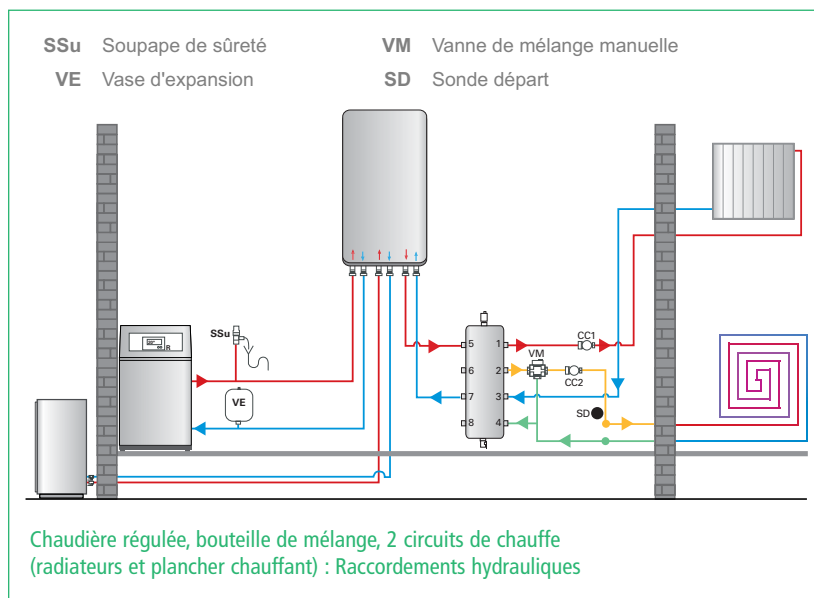 SSu Soupape de sûreté VM Vanne de mélange manuelle
VE Vase d'expansion SD Sonde départ
SSu
R
VE
5 1
6 2
7 3
8 4
VM
CC1
CC2
SD
Chaudière régulée, bouteille de mélange, 2 circuits de chauffe
(radiateurs et plancher chauffant) : Raccordements hydrauliques